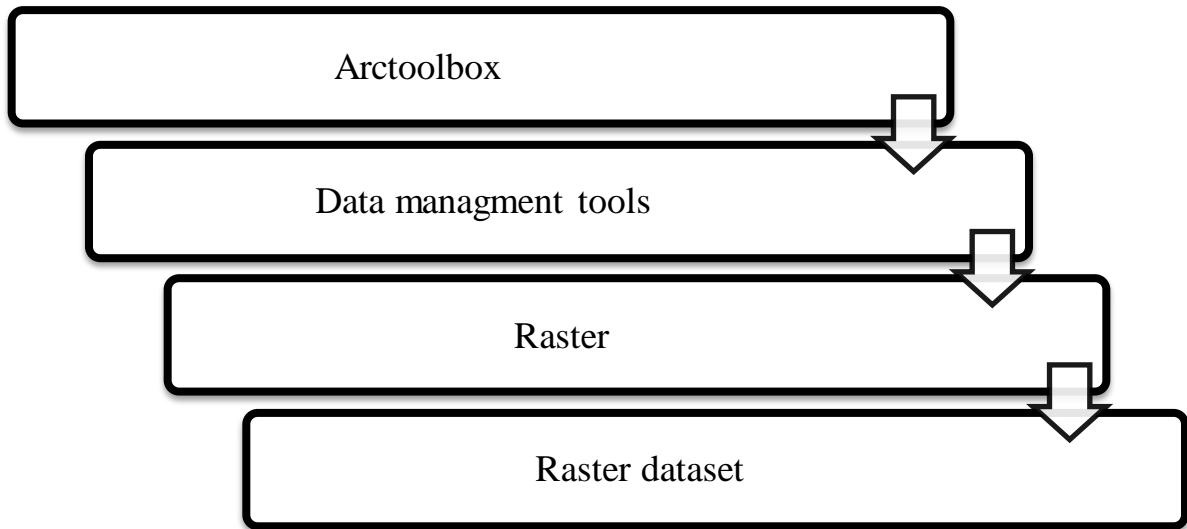 Arctoolbox
Data managment tools
Raster
Raster dataset